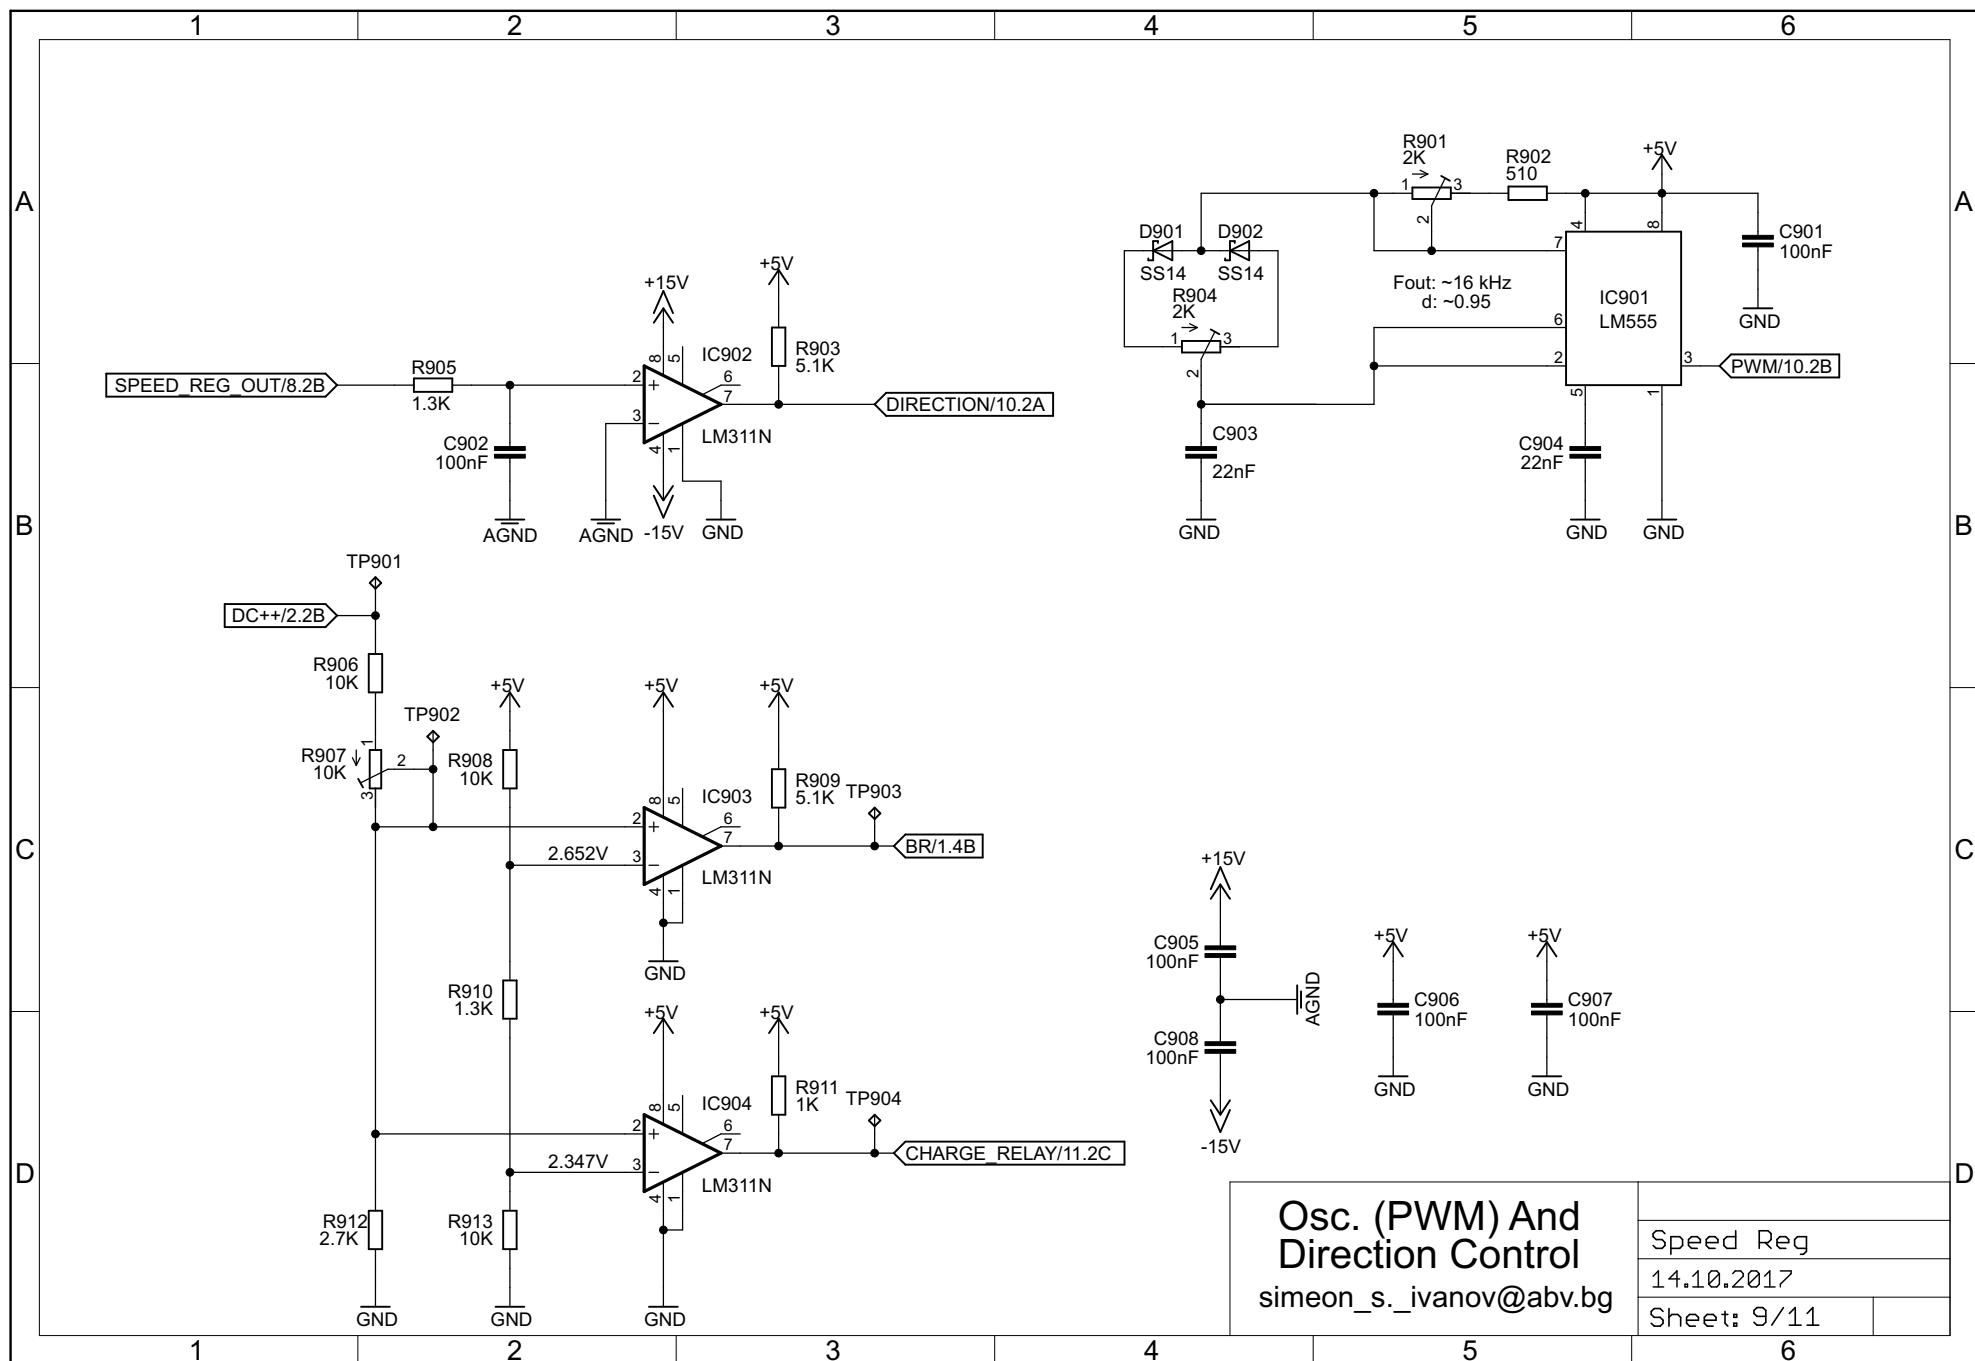 1 2 3 4 5 6
A
A
B
B
C
C
D
D
R901
2K
1
3
2
R902
510
+5V
C901
100nF
GND
D901
SS14
D902
SS14
R904
2K
1
3
2
Fout: ~16 kHz
d: ~0.95
4
8
7
6
2
3
5
1
IC901
LM555
PWM/10.2B
C903
22nF
GND
C904
22nF
GND
GND
SPEED_REG_OUT/8.2B
R905
1.3K
C902
100nF
AGND
AGND
+15V
-15V
GND
8
5
2
+
3
−
4
1
6
7
IC902
LM311N
+5V
R903
5.1K
DIRECTION/10.2A
TP901
DC++/2.2B
R906
10K
TP902
R907
10K
1
2
3
+5V
R908
10K
2.652V
+5V
8
5
2
+
3
−
4
1
6
7
IC903
LM311N
GND
+5V
R909
5.1K
TP903
BR/1.4B
R910
1.3K
2.347V
+5V
8
5
2
+
3
−
4
1
6
7
IC904
LM311N
+5V
R911
1K
TP904
CHARGE_RELAY/11.2C
R912
2.7K
GND
R913
10K
GND
GND
+15V
C905
100nF
AGND
C908
100nF
-15V
+5V
C906
100nF
GND
+5V
C907
100nF
GND
Osc. (PWM) And
Direction Control
simeon_s._ivanov@abv.bg
Speed Reg
14.10.2017
Sheet: 9/11
1 2 3 4 5 6